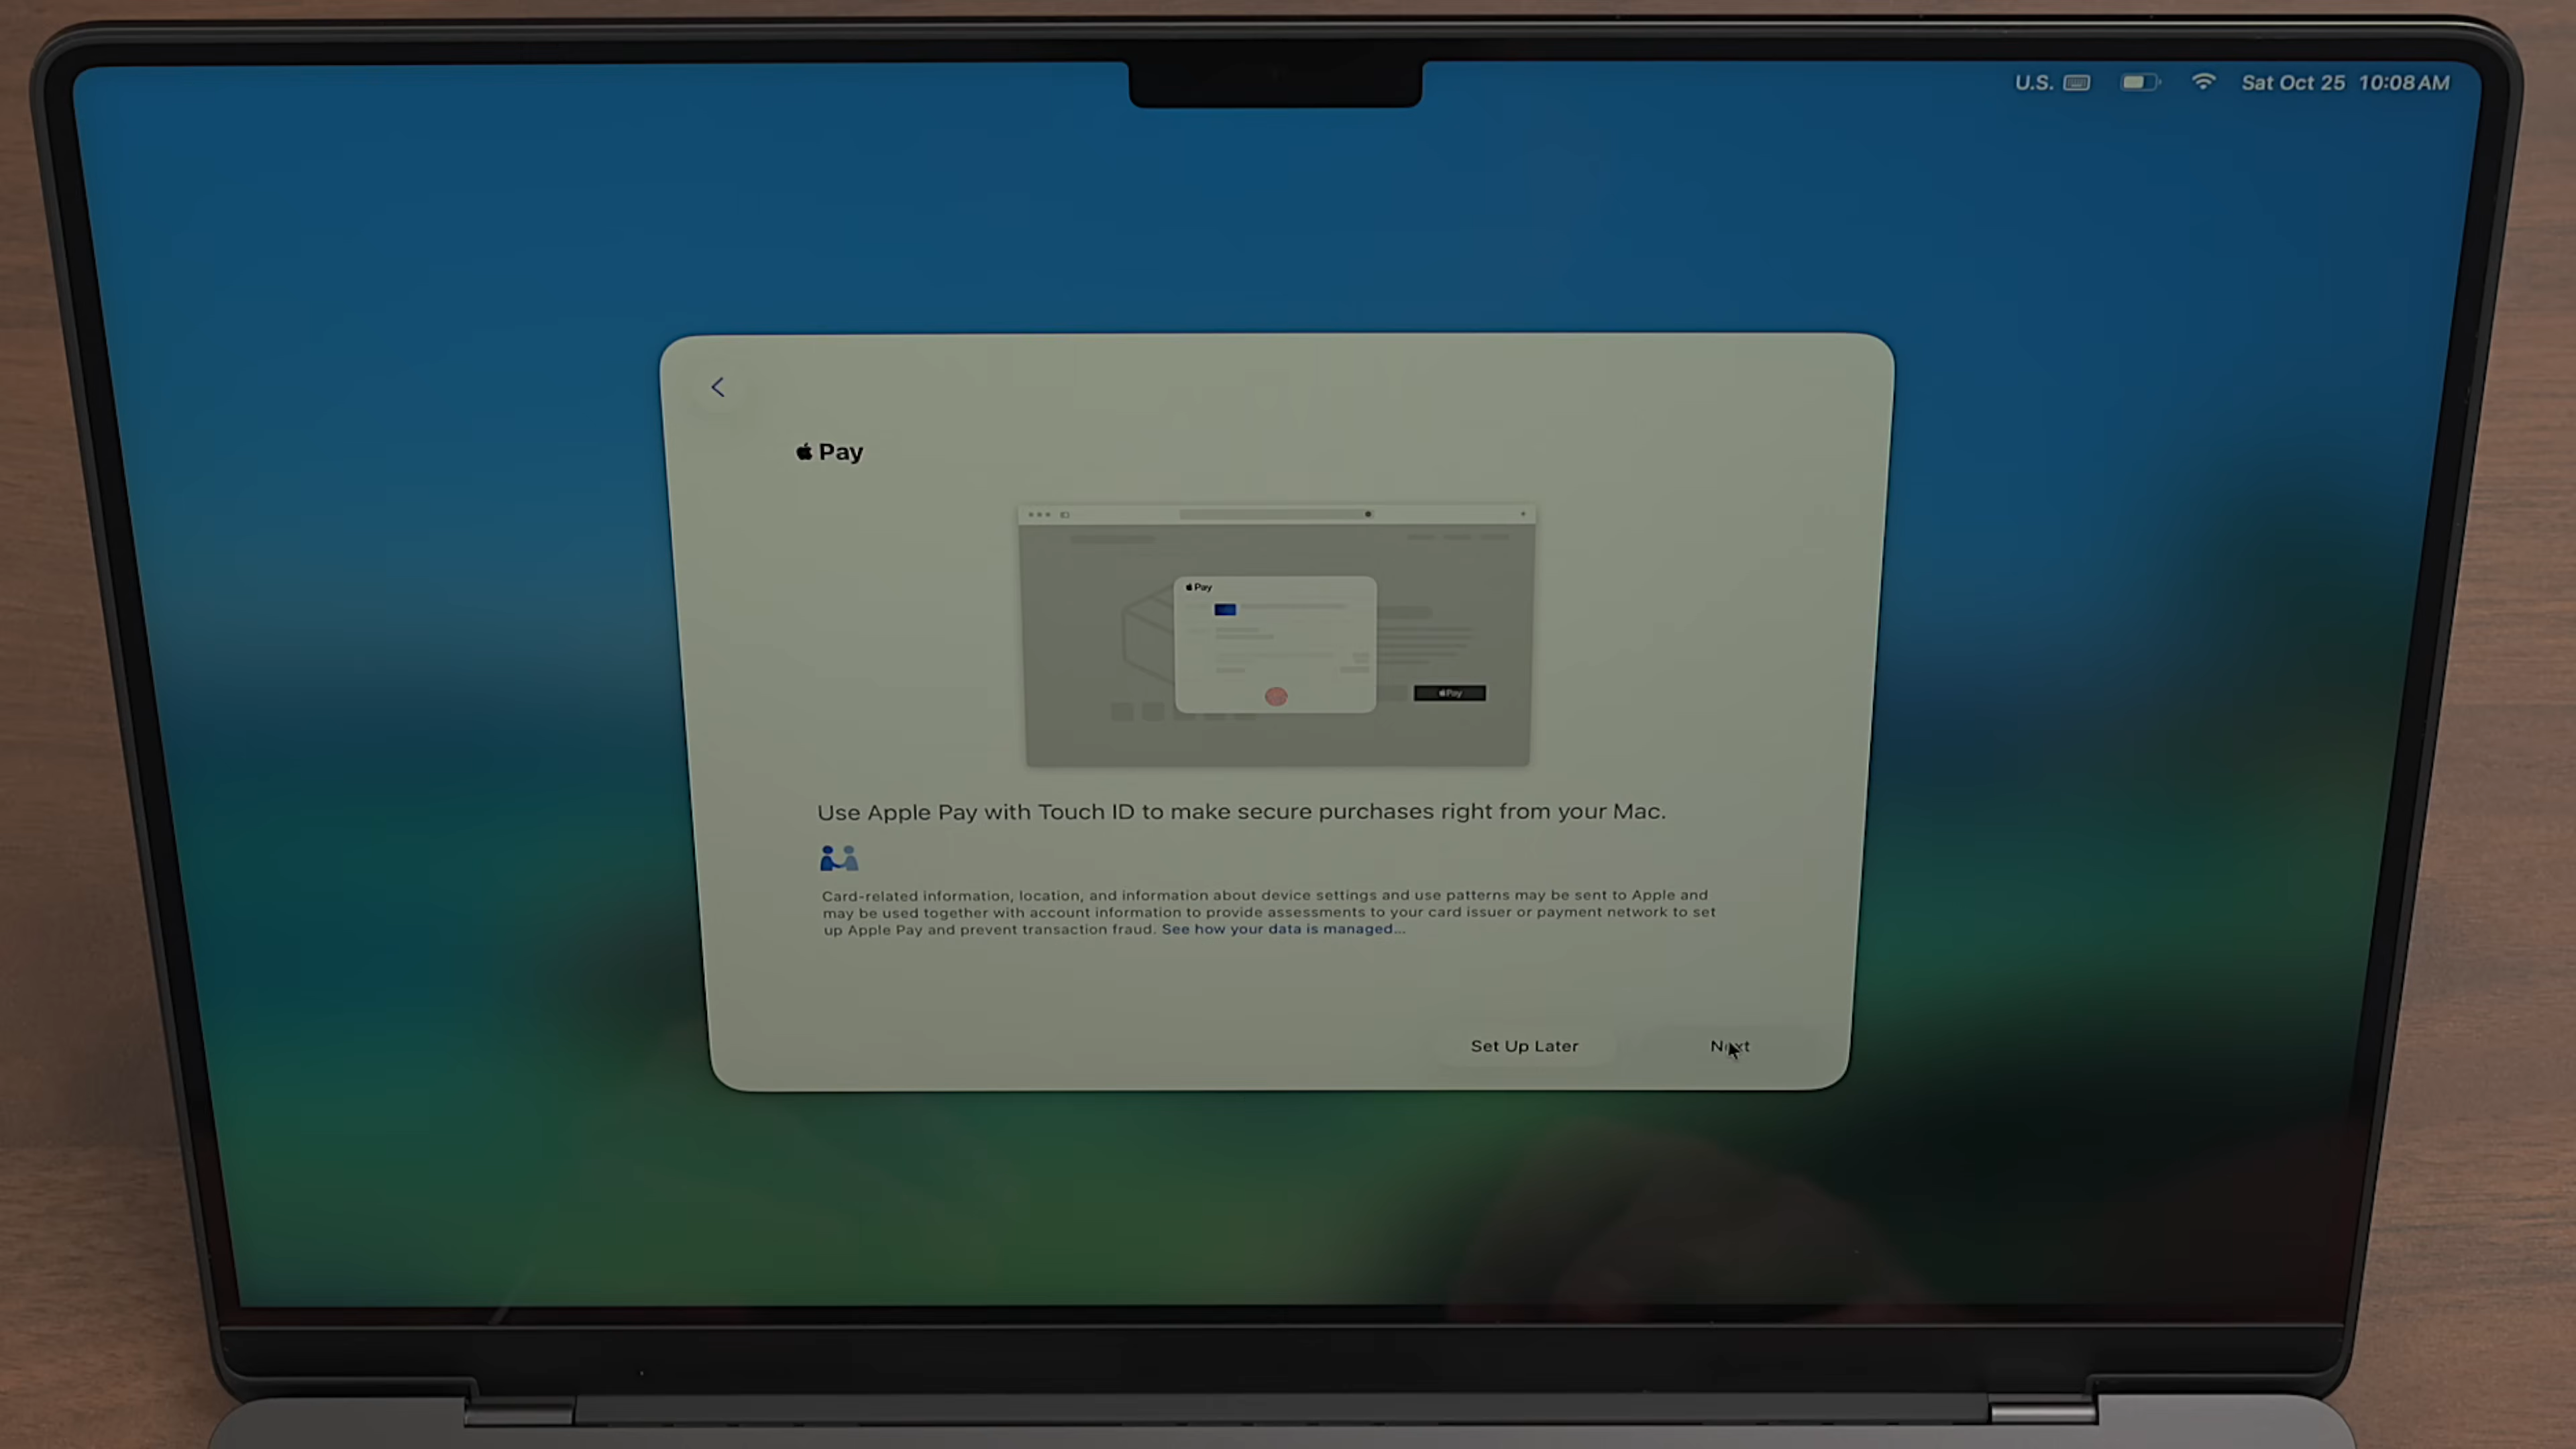 U.S. Sat Oct 25 10:08 AM
Pay
Pay
Pay
Use Apple Pay with Touch ID to make secure purchases right from your Mac.
Card-related information, location, and information about device settings and use patterns may be sent to Apple and
may be used together with account information to provide assessments to your card issuer or payment network to set
up Apple Pay and prevent transaction fraud. See how your data is managed...
Set Up Later Next